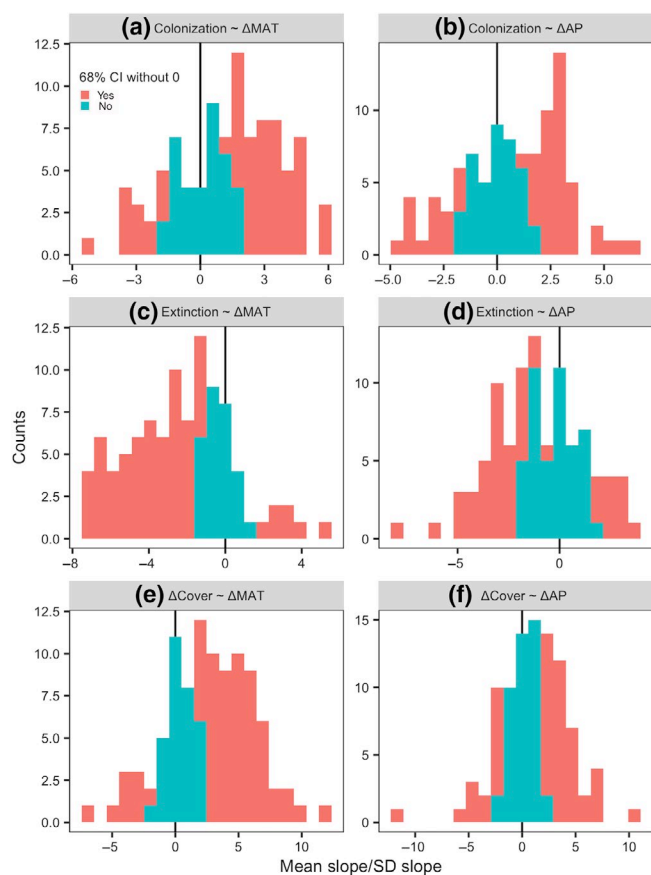 (a) Colonization ~ ΔMAT
(b) Colonization ~ ΔAP
12.5
10.0
7.5
5.0
2.5
0.0
68% CI without 0
Yes
No
−6 −3 0 3 6
10
5
0
−5.0 −2.5 0.0 2.5 5.0
(c) Extinction ~ ΔMAT
(d) Extinction ~ ΔAP
Counts
12.5
10.0
7.5
5.0
2.5
0.0
−8 −4 0 4
10
5
0
−5 0
(e) ΔCover ~ ΔMAT
(f) ΔCover ~ ΔAP
12.5
10.0
7.5
5.0
2.5
0.0
−5 0 5 10
15
10
5
0
−10 −5 0 5 10
Mean slope/SD slope